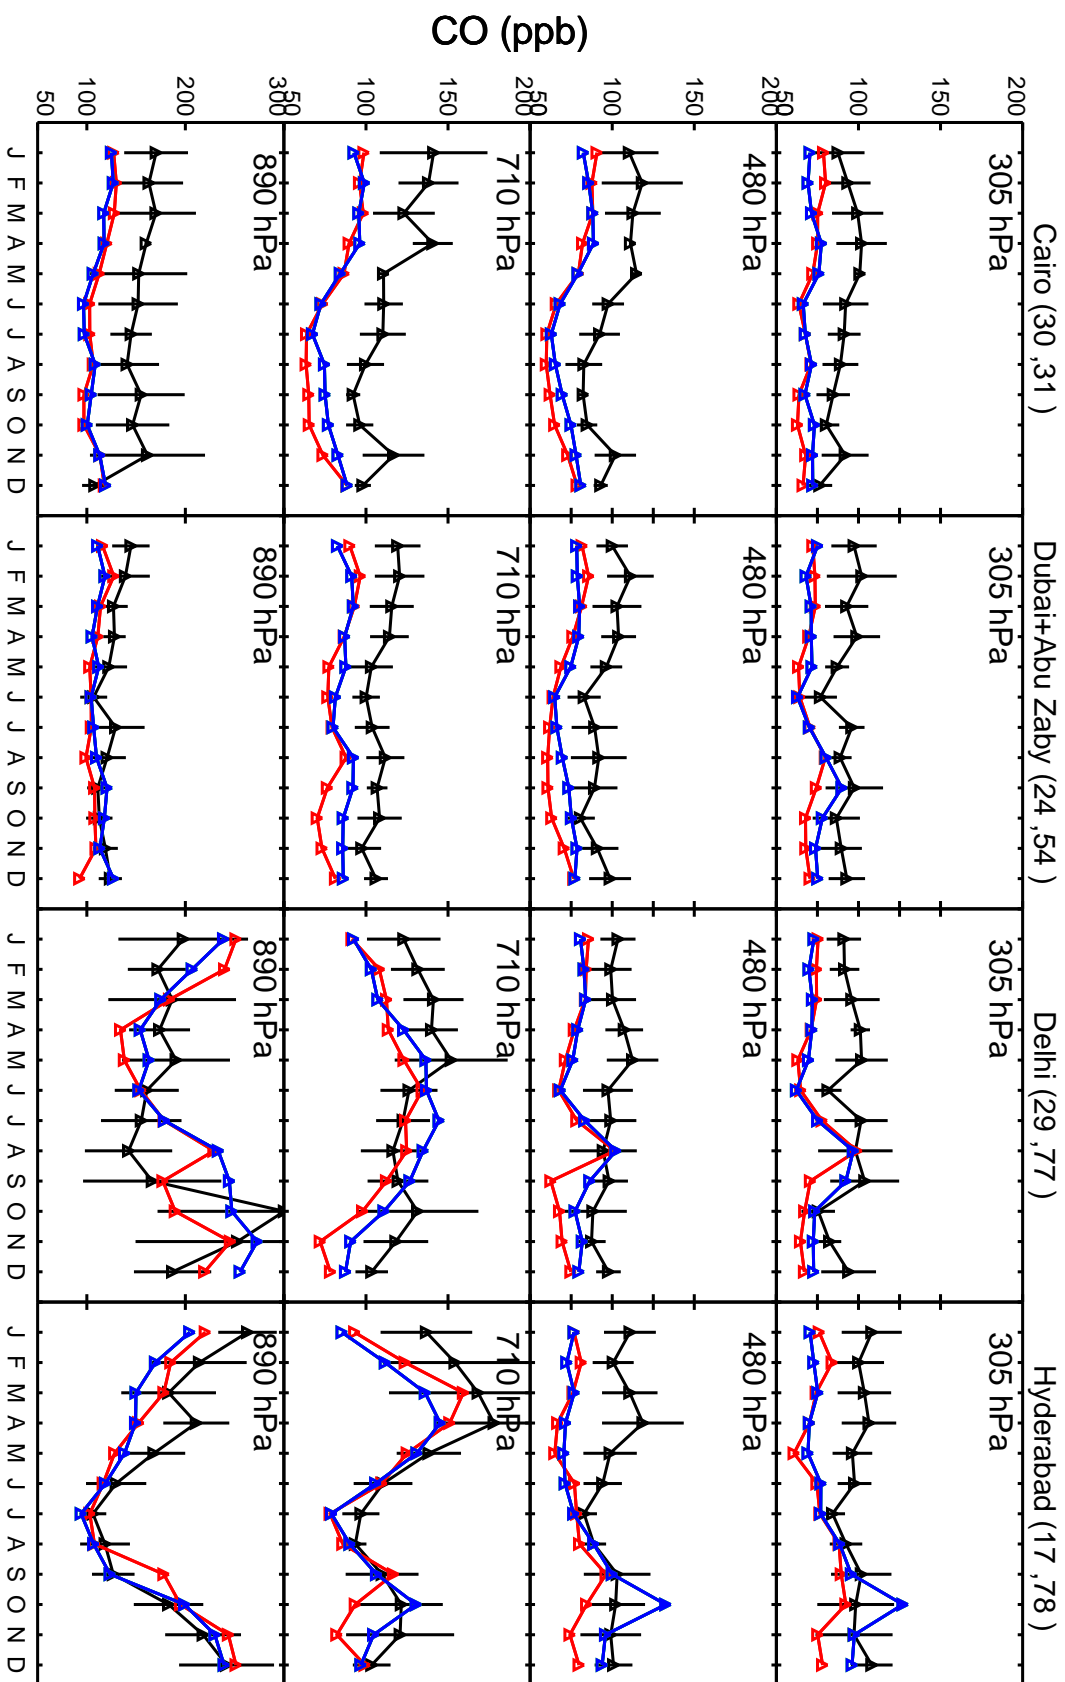 CO (ppb)
Cairo (30 ,31 )
Dubai+Abu Zaby (24 ,54 )
Delhi (29 ,77 )
Hyderabad (17 ,78 )
200
150
100
50
305 hPa
305 hPa
305 hPa
305 hPa
200
150
100
50
480 hPa
480 hPa
480 hPa
480 hPa
200
150
100
50
710 hPa
710 hPa
710 hPa
710 hPa
300
200
100
50
890 hPa
890 hPa
890 hPa
890 hPa
J F M A M J J A S O N D
J F M A M J J A S O N D
J F M A M J J A S O N D
J F M A M J J A S O N D